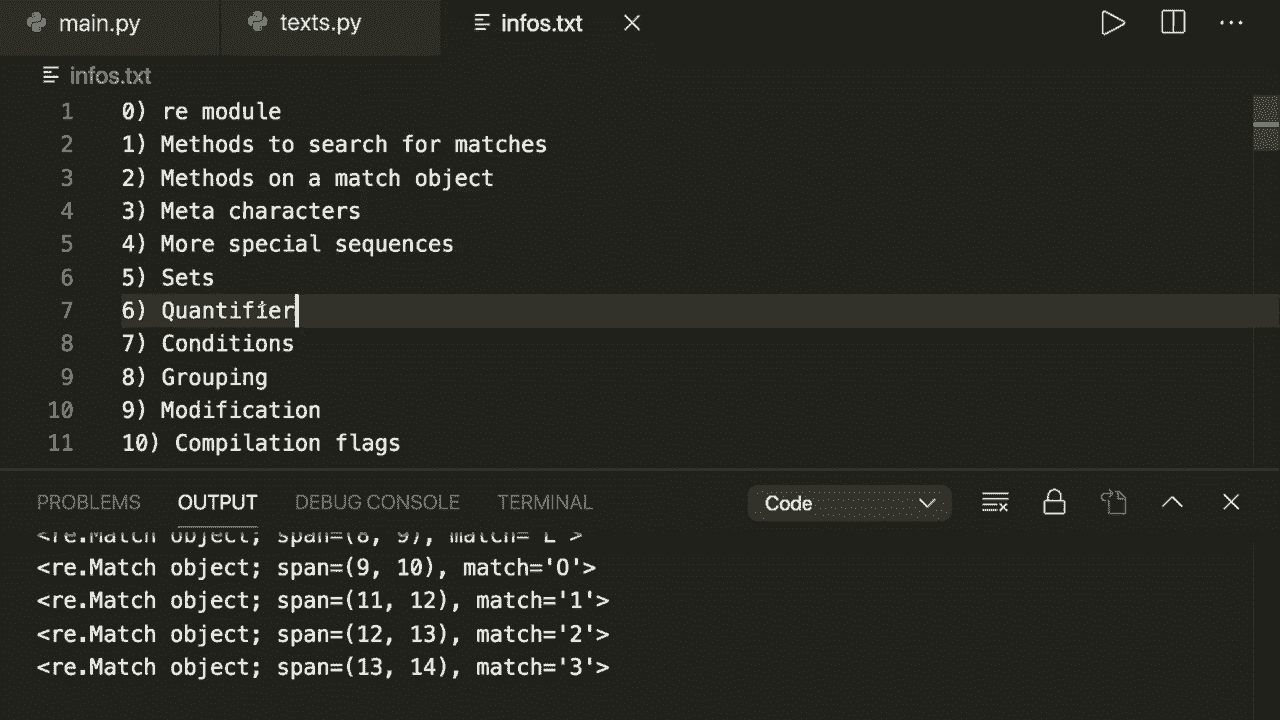 main.py texts.py infos.txt
infos.txt
1 0) re module
2 1) Methods to search for matches
3 2) Methods on a match object
4 3) Meta characters
5 4) More special sequences
6 5) Sets
7 6) Quantifier
8 7) Conditions
9 8) Grouping
10 9) Modification
11 10) Compilation flags
PROBLEMS OUTPUT DEBUG CONSOLE TERMINAL Code
<re.Match object; span=(8, 9), match='L'>
<re.Match object; span=(9, 10), match='O'>
<re.Match object; span=(11, 12), match='1'>
<re.Match object; span=(12, 13), match='2'>
<re.Match object; span=(13, 14), match='3'>